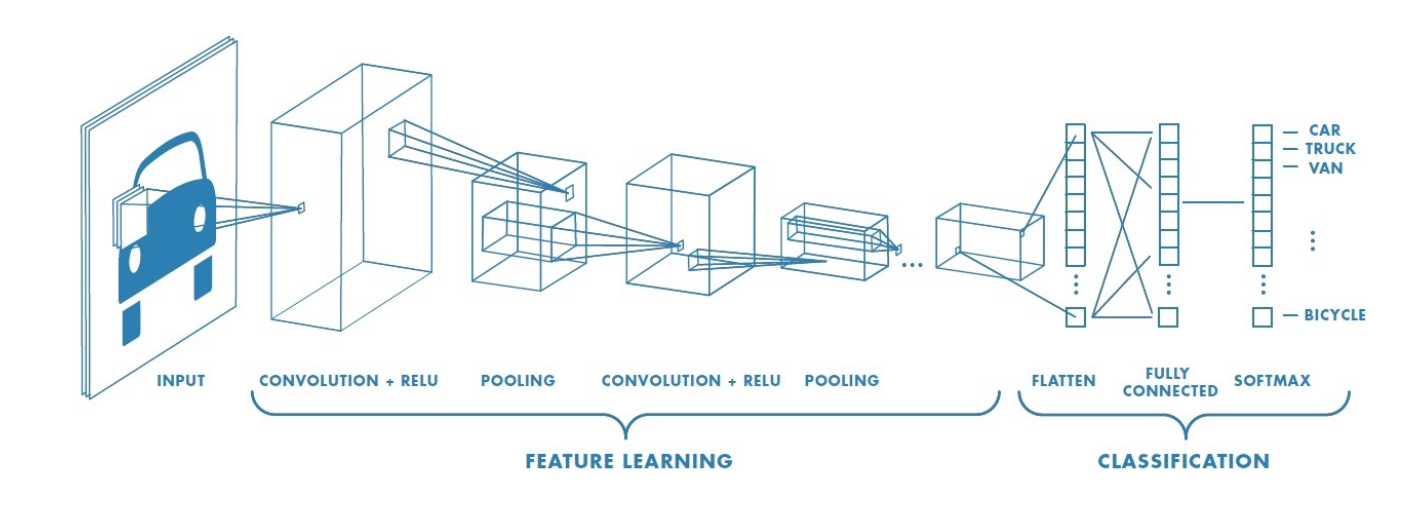 CAR
TRUCK
VAN
BICYCLE
INPUT
CONVOLUTION + RELU
POOLING
CONVOLUTION + RELU
POOLING
FLATTEN
FULLY
CONNECTED
SOFTMAX
FEATURE LEARNING
CLASSIFICATION